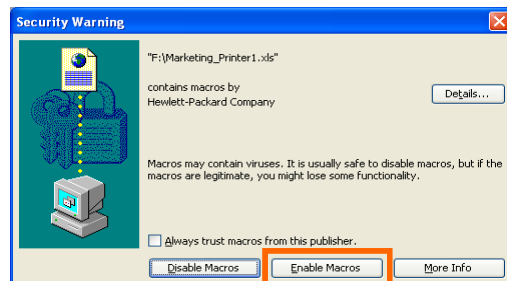 Security Warning
"F:\Marketing_Printer1.xls"
contains macros by
Hewlett-Packard Company
Details...
Macros may contain viruses. It is usually safe to disable macros, but if the
macros are legitimate, you might lose some functionality.
Always trust macros from this publisher.
Disable Macros Enable Macros More Info